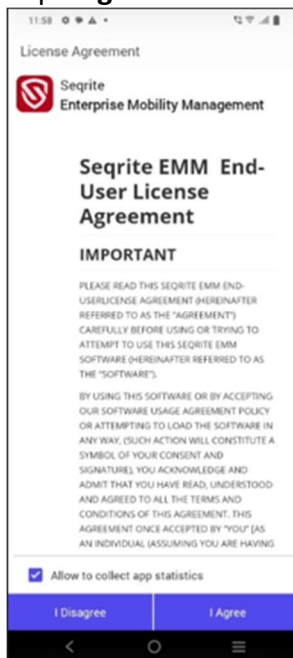 11:58
License Agreement
Seqrite
Enterprise Mobility Management
Seqrite EMM End-
User License
Agreement
IMPORTANT
PLEASE READ THIS SEQRITE EMM END-
USERLICENSE AGREEMENT (HEREINAFTER
REFERRED TO AS THE "AGREEMENT")
CAREFULLY BEFORE USING OR TRYING TO
ATTEMPT TO USE THIS SEQRITE EMM
SOFTWARE (HEREINAFTER REFERRED TO AS
THE "SOFTWARE").
BY USING THIS SOFTWARE OR BY ACCEPTING
OUR SOFTWARE USAGE AGREEMENT POLICY
OR ATTEMPTING TO LOAD THE SOFTWARE IN
ANY WAY, (SUCH ACTION WILL CONSTITUTE A
SYMBOL OF YOUR CONSENT AND
SIGNATURE), YOU ACKNOWLEDGE AND
ADMIT THAT YOU HAVE READ, UNDERSTOOD
AND AGREED TO ALL THE TERMS AND
CONDITIONS OF THIS AGREEMENT. THIS
AGREEMENT ONCE ACCEPTED BY "YOU" [AS
AN INDIVIDUAL (ASSUMING YOU ARE HAVING
Allow to collect app statistics
I Disagree
I Agree